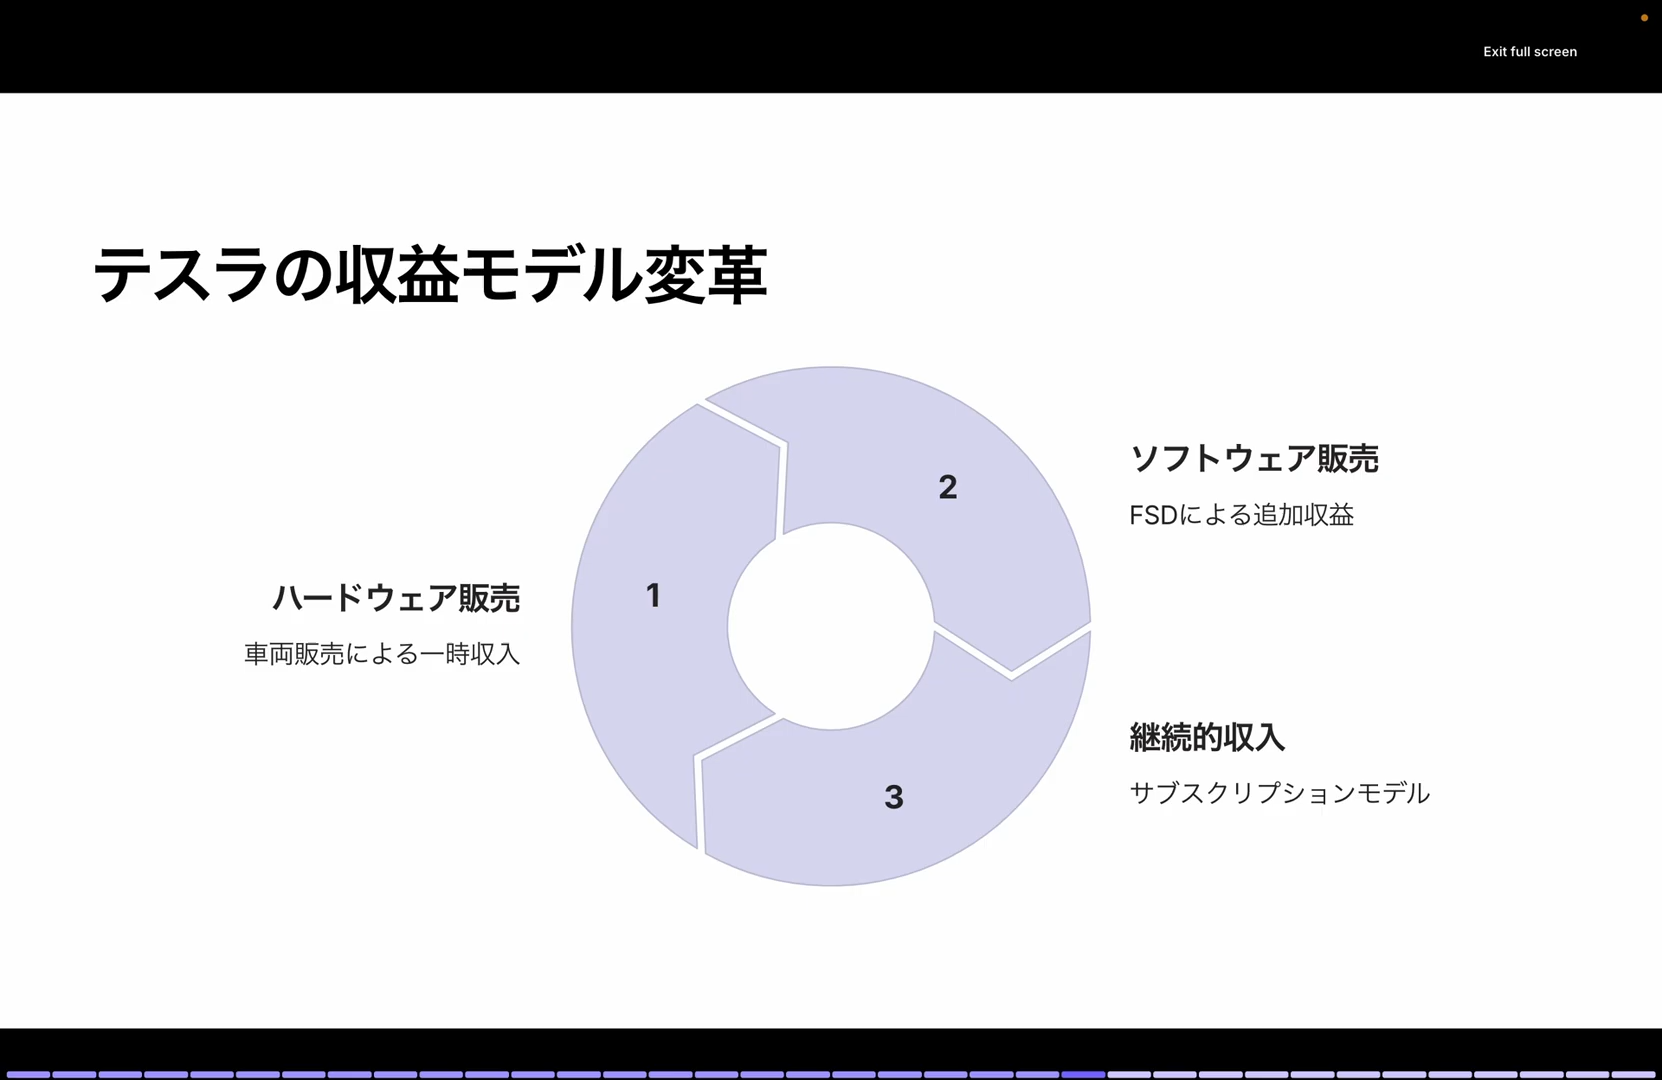 Exit full screen
テスラの収益モデル変革
1
ハードウェア販売
車両販売による一時収入
2
ソフトウェア販売
FSDによる追加収益
3
継続的収入
サブスクリプションモデル